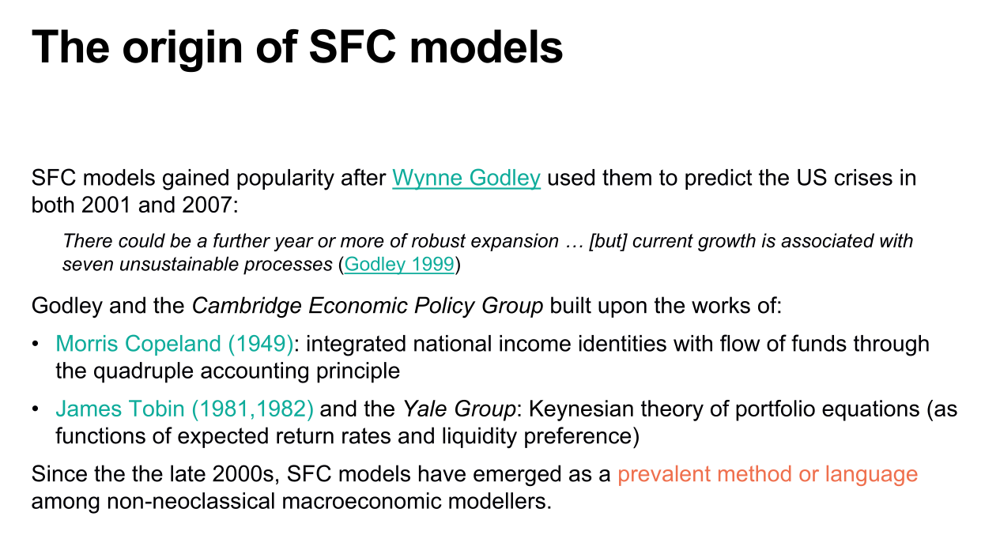 The origin of SFC models
SFC models gained popularity after Wynne Godley used them to predict the US crises in
both 2001 and 2007:
There could be a further year or more of robust expansion … [but] current growth is associated with
seven unsustainable processes (Godley 1999)
Godley and the Cambridge Economic Policy Group built upon the works of:
• Morris Copeland (1949): integrated national income identities with flow of funds through
the quadruple accounting principle
• James Tobin (1981,1982) and the Yale Group: Keynesian theory of portfolio equations (as
functions of expected return rates and liquidity preference)
Since the the late 2000s, SFC models have emerged as a prevalent method or language
among non-neoclassical macroeconomic modellers.